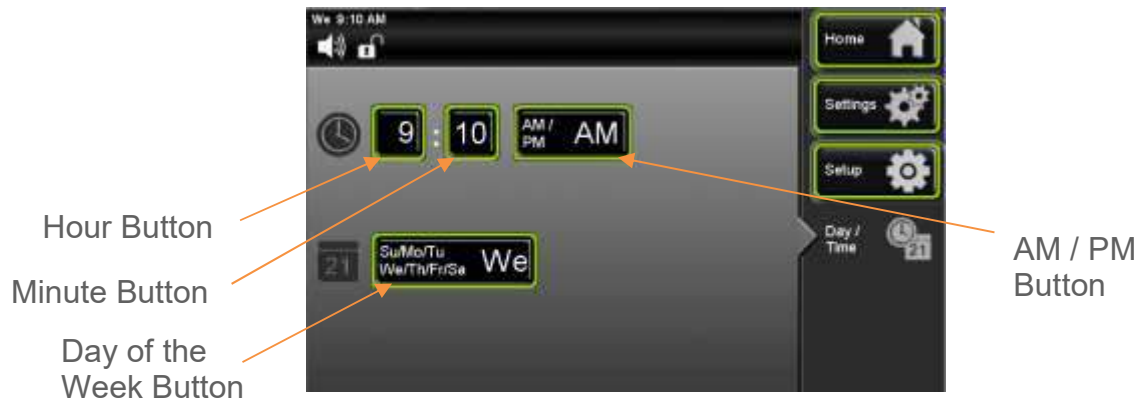 We 9:10 AM
Home
Settings
9 : 10 AM / PM AM
Setup
Hour Button
Su/Mo/Tu
We/Th/Fr/Sa We
21
Day /
Time
21
Minute Button
AM / PM
Button
Day of the
Week Button